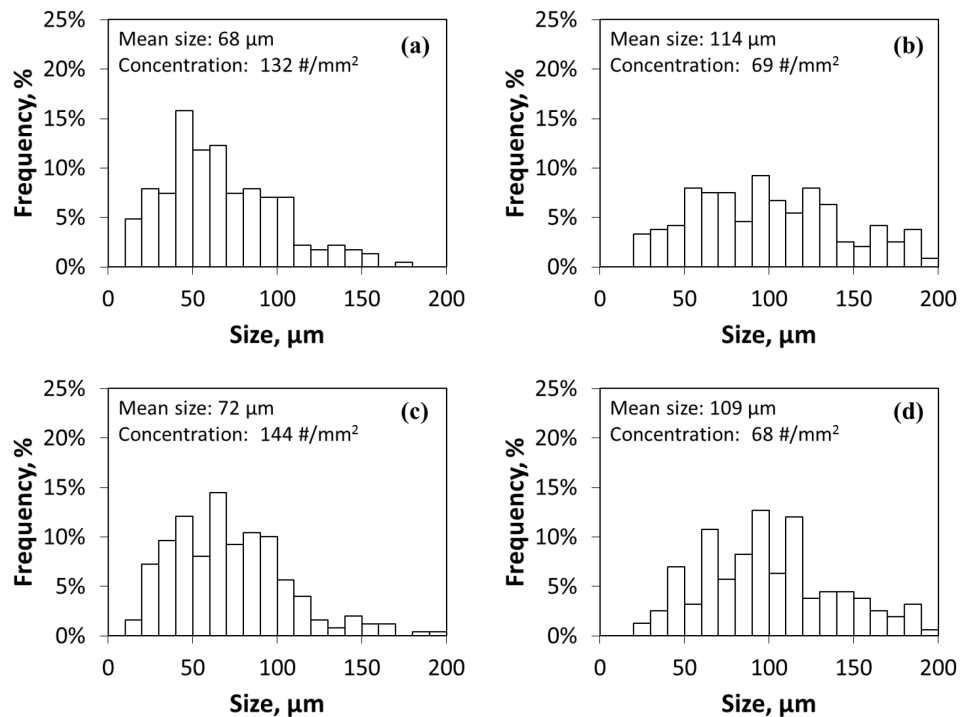 25%
20%
15%
10%
5%
0%
Frequency, %
Mean size: 68 µm
Concentration: 132 #/mm²
(a)
0 50 100 150 200
Size, µm
25%
20%
15%
10%
5%
0%
Frequency, %
Mean size: 114 µm
Concentration: 69 #/mm²
(b)
0 50 100 150 200
Size, µm
25%
20%
15%
10%
5%
0%
Frequency, %
Mean size: 72 µm
Concentration: 144 #/mm²
(c)
0 50 100 150 200
Size, µm
25%
20%
15%
10%
5%
0%
Frequency, %
Mean size: 109 µm
Concentration: 68 #/mm²
(d)
0 50 100 150 200
Size, µm